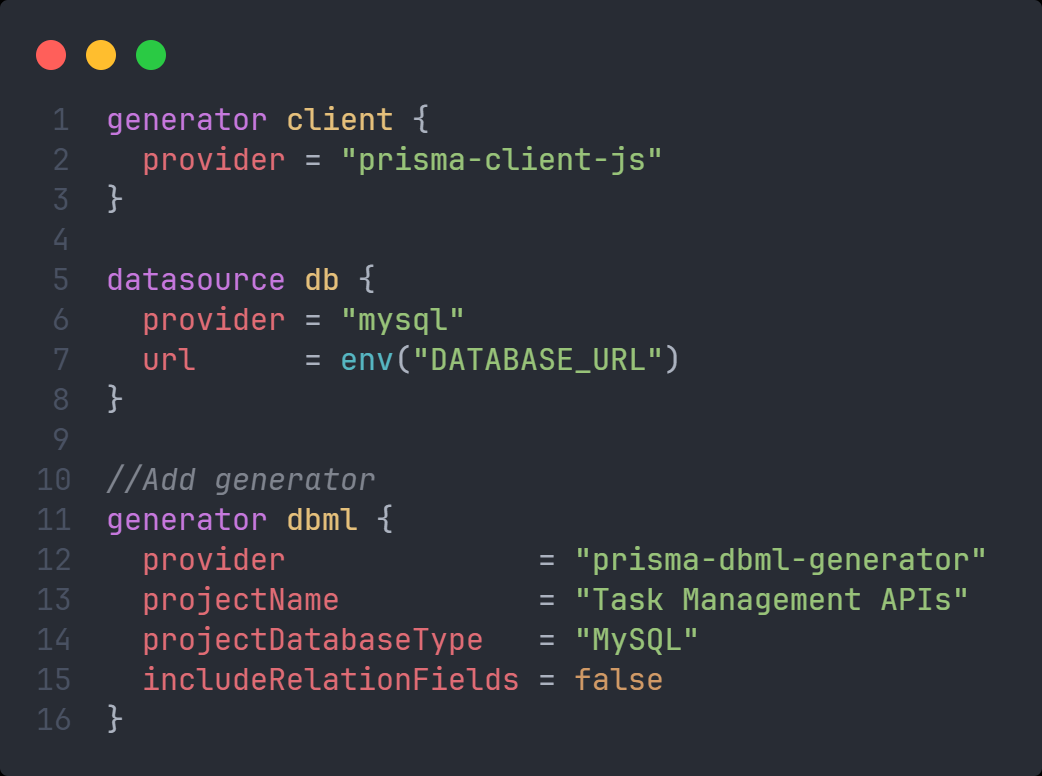 1 generator client {
2   provider = "prisma-client-js"
3 }
4
5 datasource db {
6   provider = "mysql"
7   url      = env("DATABASE_URL")
8 }
9
10 //Add generator
11 generator dbml {
12   provider              = "prisma-dbml-generator"
13   projectName           = "Task Management APIs"
14   projectDatabaseType   = "MySQL"
15   includeRelationFields = false
16 }